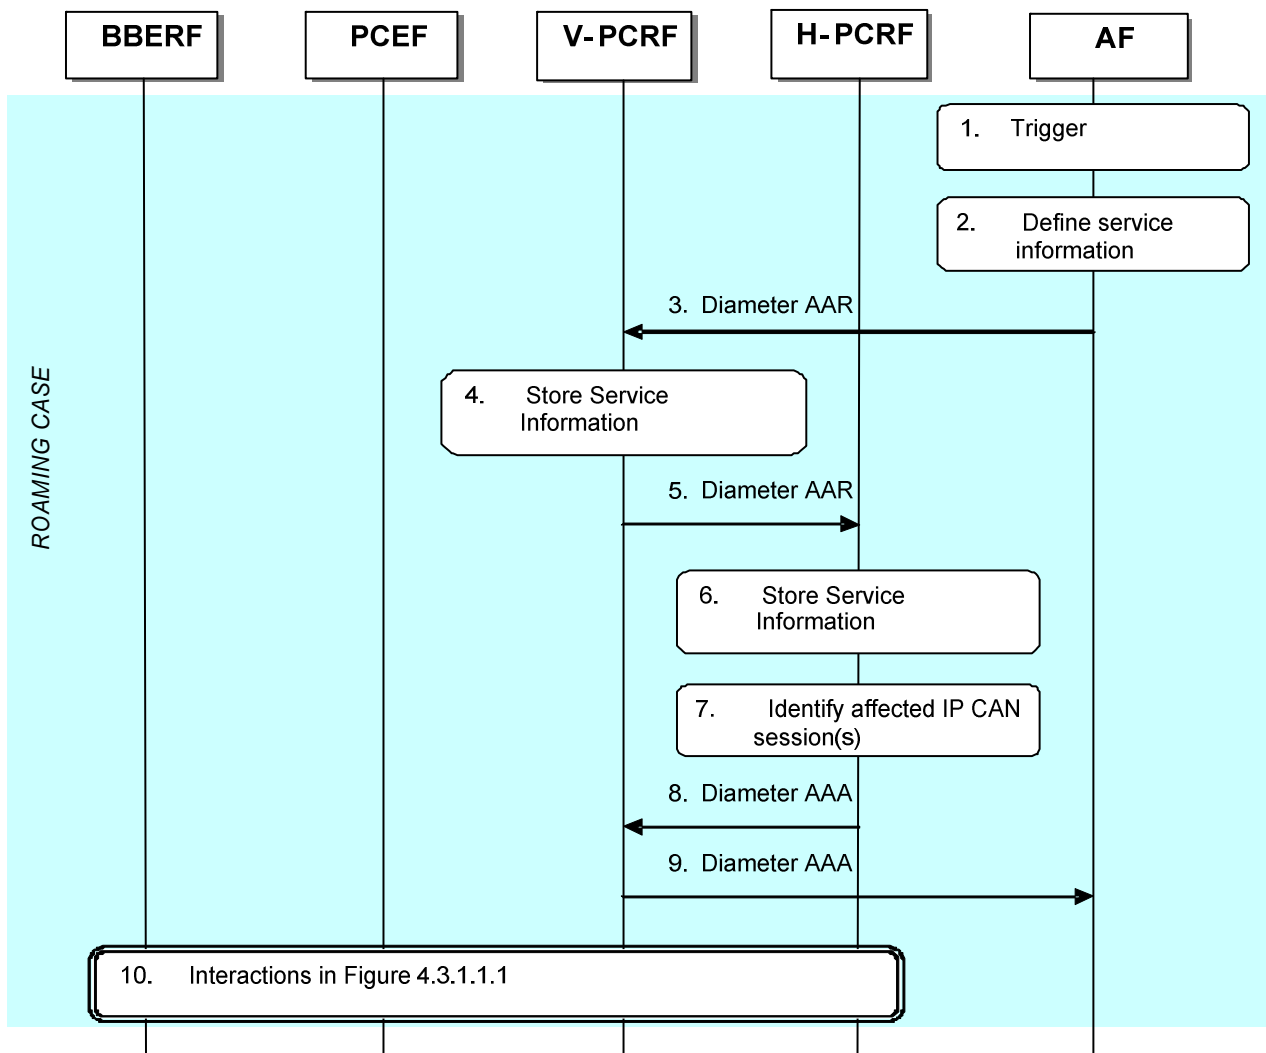 BBERF
PCEF
V-PCRF
H-PCRF
AF
1. Trigger
2. Define service
information
3. Diameter AAR
ROAMING CASE
4. Store Service
Information
5. Diameter AAR
6. Store Service
Information
7. Identify affected IP CAN
session(s)
8. Diameter AAA
9. Diameter AAA
10. Interactions in Figure 4.3.1.1.1